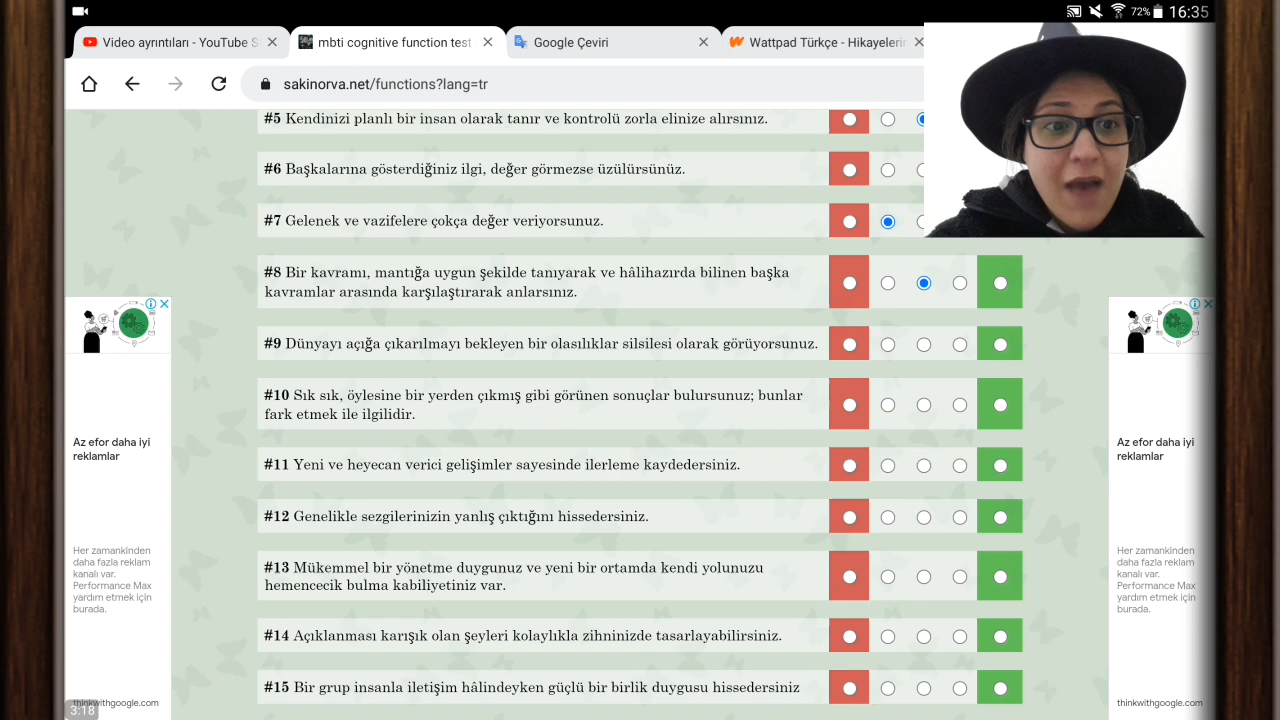 72% 16:35
Video ayrıntıları - YouTube S
mbti cognitive function test
Google Çeviri
Wattpad Türkçe - Hikayelerin
sakinorva.net/functions?lang=tr
#5 Kendinizi planlı bir insan olarak tanır ve kontrolü zorla elinize alırsınız.
#6 Başkalarına gösterdiğiniz ilgi, değer görmezse üzülürsünüz.
#7 Gelenek ve vazifelere çokça değer veriyorsunuz.
#8 Bir kavramı, mantığa uygun şekilde tanıyarak ve hâlihazırda bilinen başka
kavramlar arasında karşılaştırarak anlarsınız.
#9 Dünyayı açığa çıkarılmayı bekleyen bir olasılıklar silsilesi olarak görüyorsunuz.
#10 Sık sık, öylesine bir yerden çıkmış gibi görünen sonuçlar bulursunuz; bunlar
fark etmek ile ilgilidir.
#11 Yeni ve heyecan verici gelişimler sayesinde ilerleme kaydedersiniz.
#12 Genelikle sezgilerinizin yanlış çıktığını hissedersiniz.
#13 Mükemmel bir yönetme duygunuz ve yeni bir ortamda kendi yolunuzu
hemencecik bulma kabiliyetiniz var.
#14 Açıklanması karışık olan şeyleri kolaylıkla zihninizde tasarlayabilirsiniz.
#15 Bir grup insanla iletişim hâlindeyken güçlü bir birlik duygusu hissedersiniz
Az efor daha iyi
reklamlar
Her zamankinden
daha fazla reklam
kanalı var.
Performance Max
yardım etmek için
burada.
thinkwithgoogle.com
3:18
Az efor daha iyi
reklamlar
Her zamankinden
daha fazla reklam
kanalı var.
Performance Max
yardım etmek için
burada.
thinkwithgoogle.com